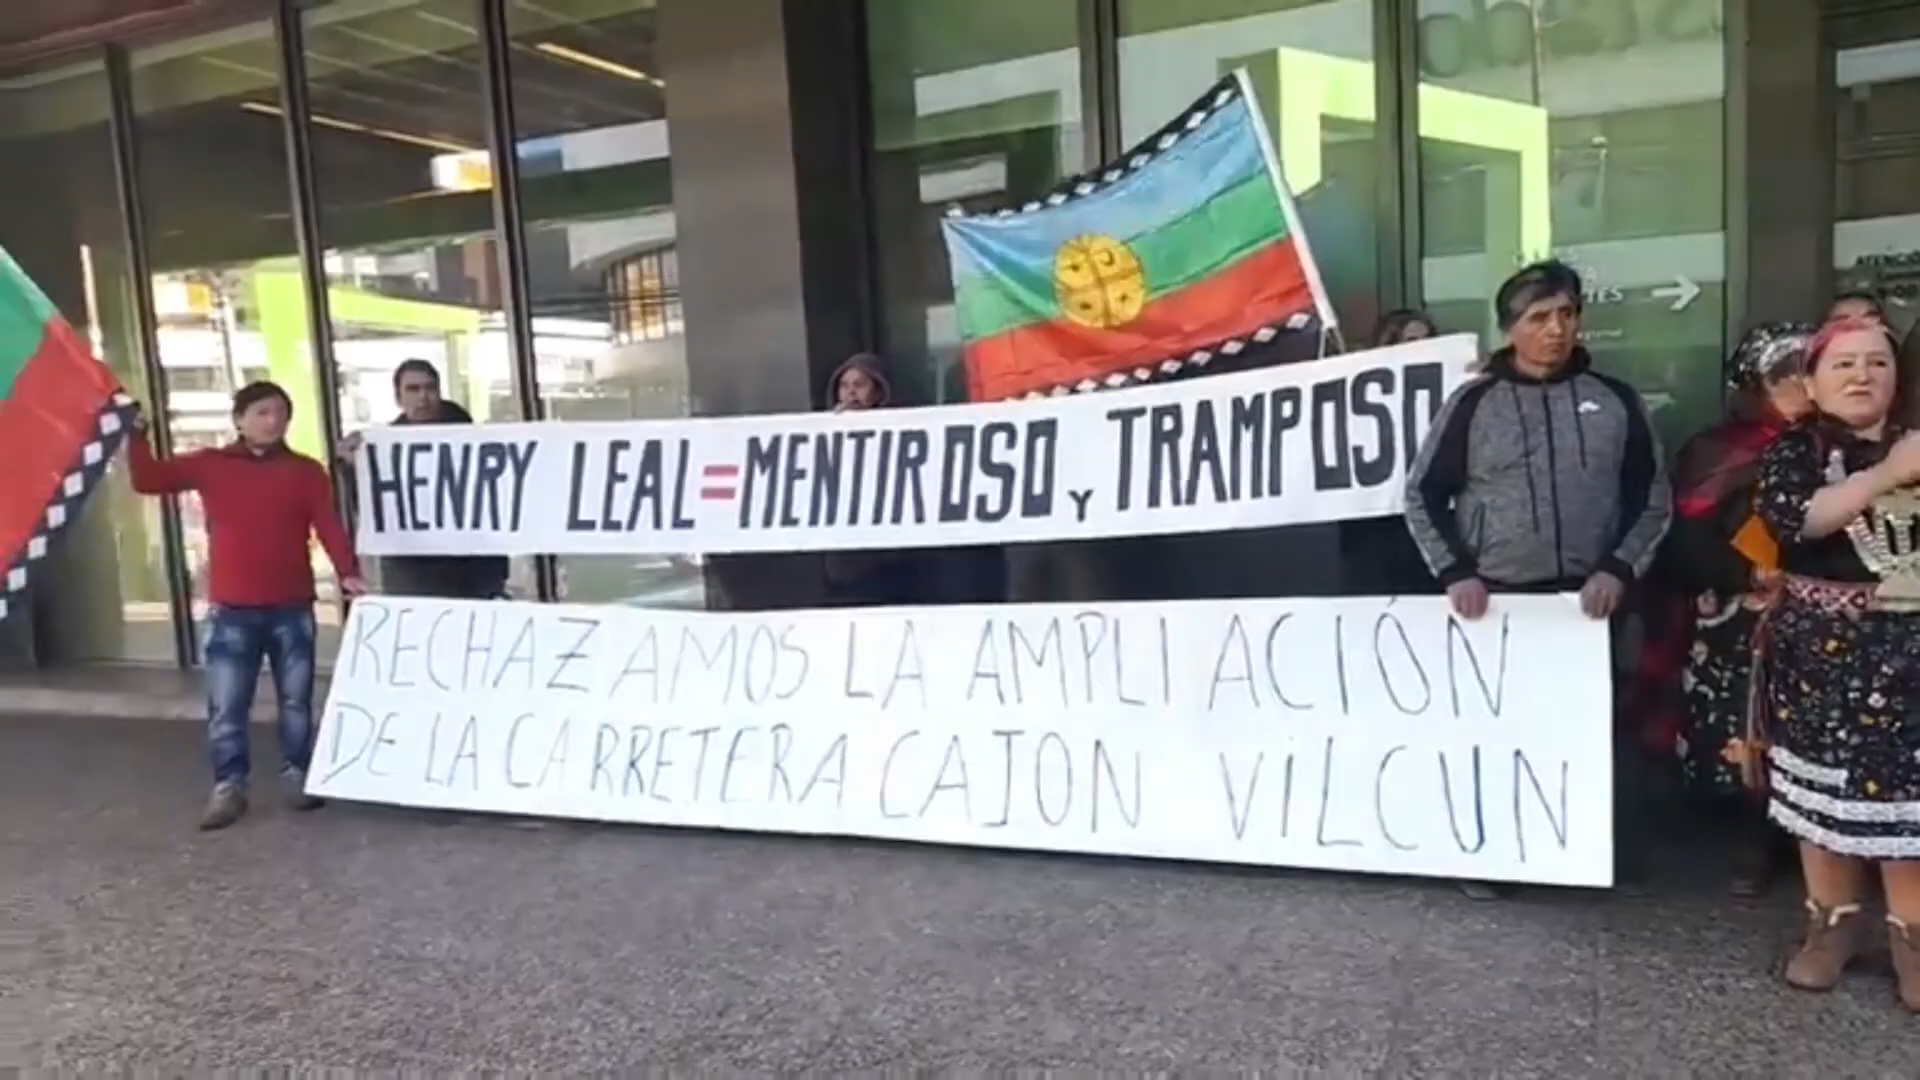 HENRY LEAL=MENTIROSO Y TRAMPOSO
RECHAZAMOS LA AMPLIACIÓN
DE LA CARRETERA CAJON VILCUN